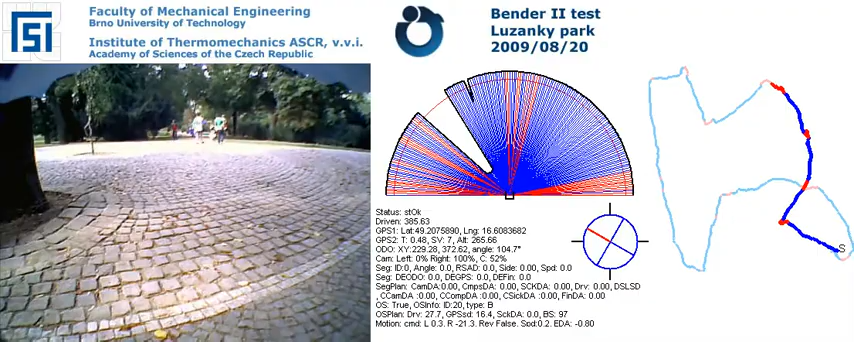 Faculty of Mechanical Engineering
Brno University of Technology
Institute of Thermomechanics ASCR, v.v.i.
Academy of Sciences of the Czech Republic
Bender II test
Luzanky park
2009/08/20
Status: stOk
Driven: 385.63
GPS1: Lat:49.2075890, Lng: 16.6083682
GPS2: T: 0.48, SV: 7, Alt: 265.66
ODO: XY:229.28, 372.62, angle: 104.7°
Cam: Left: 0% Right: 100%, C: 52%
Seg: ID:0, Angle: 0.0, RSAD: 0.0, Side: 0.00, Spd: 0.0
Seg: DEODO: 0.0, DEGPS: 0.0, DEFin: 0.0
SegPlan: CamDA:0.00, CmpsDA: 0.00, SCKDA: 0.00, Drv: 0.00, DSLSD
, CCamDA :0.00, CCompDA :0.00, CSickDA :0.00, FinDA: 0.00
OS: True, OSInfo: ID:20, type: B
OSPlan: Drv: 27.7, GPSsd: 16.4, SckDA: 0.0, BS: 97
Motion: cmd: L 0.3. R -21.3. Rev False. Spd:0.2. EDA: -0.80
S